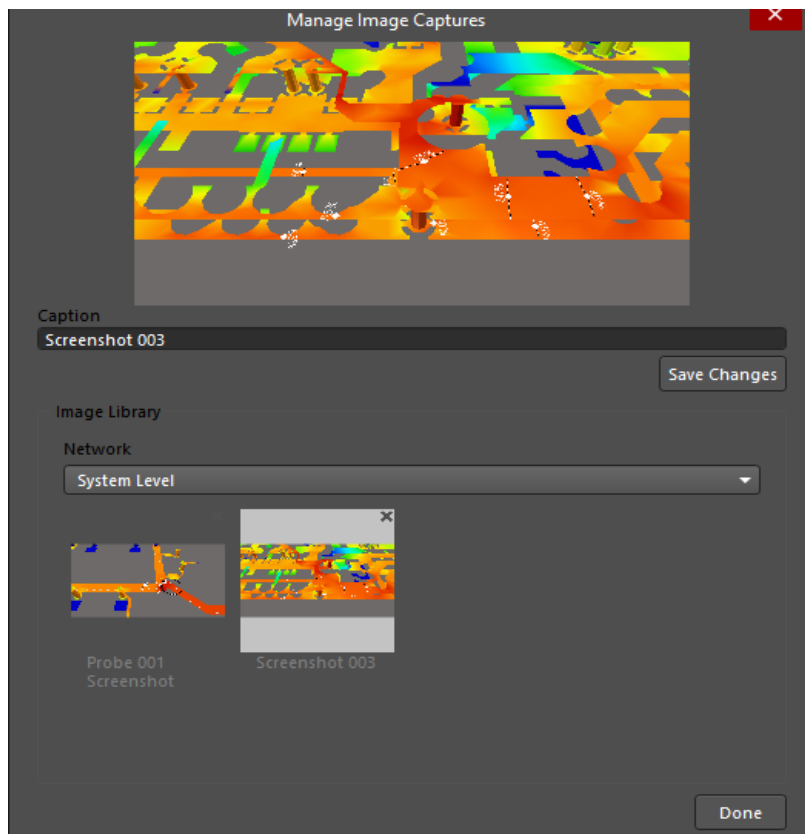 Manage Image Captures
Caption
Screenshot 003
Save Changes
Image Library
Network
System Level
Probe 001
Screenshot
Screenshot 003
Done